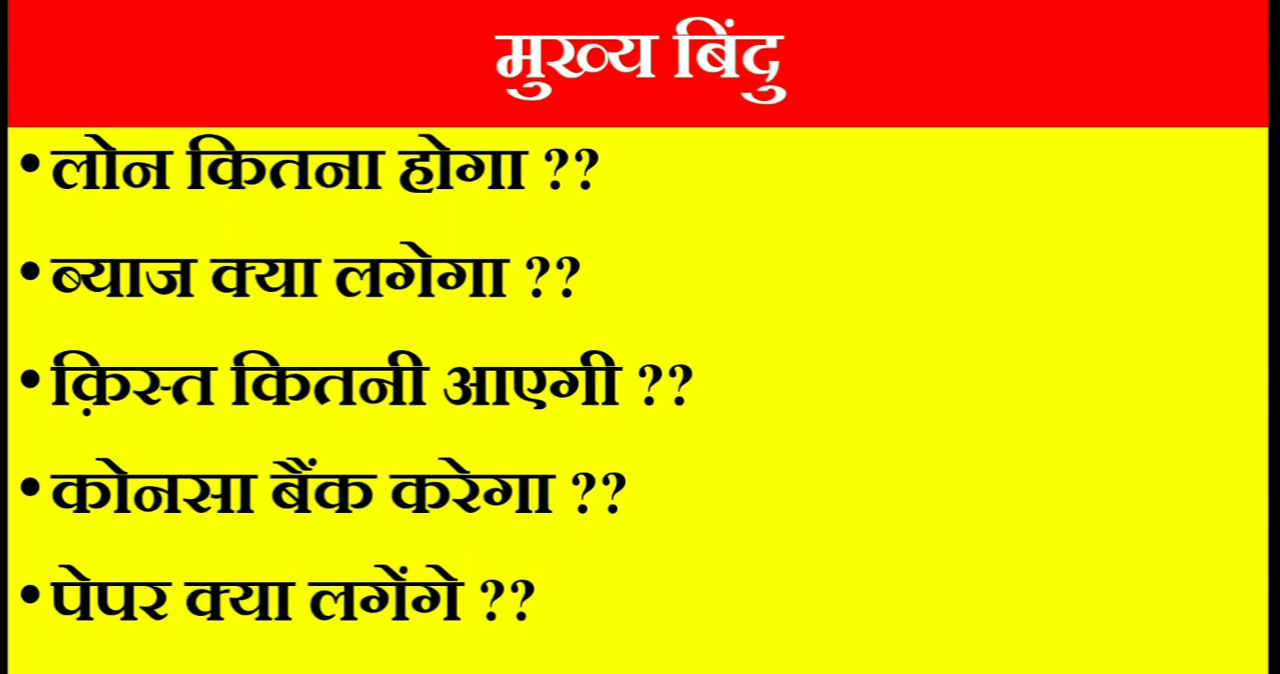 मुख्य बिंदु
•लोन कितना होगा ??
•ब्याज क्या लगेगा ??
•क़िस्त कितनी आएगी ??
•कोनसा बैंक करेगा ??
•पेपर क्या लगेंगे ??